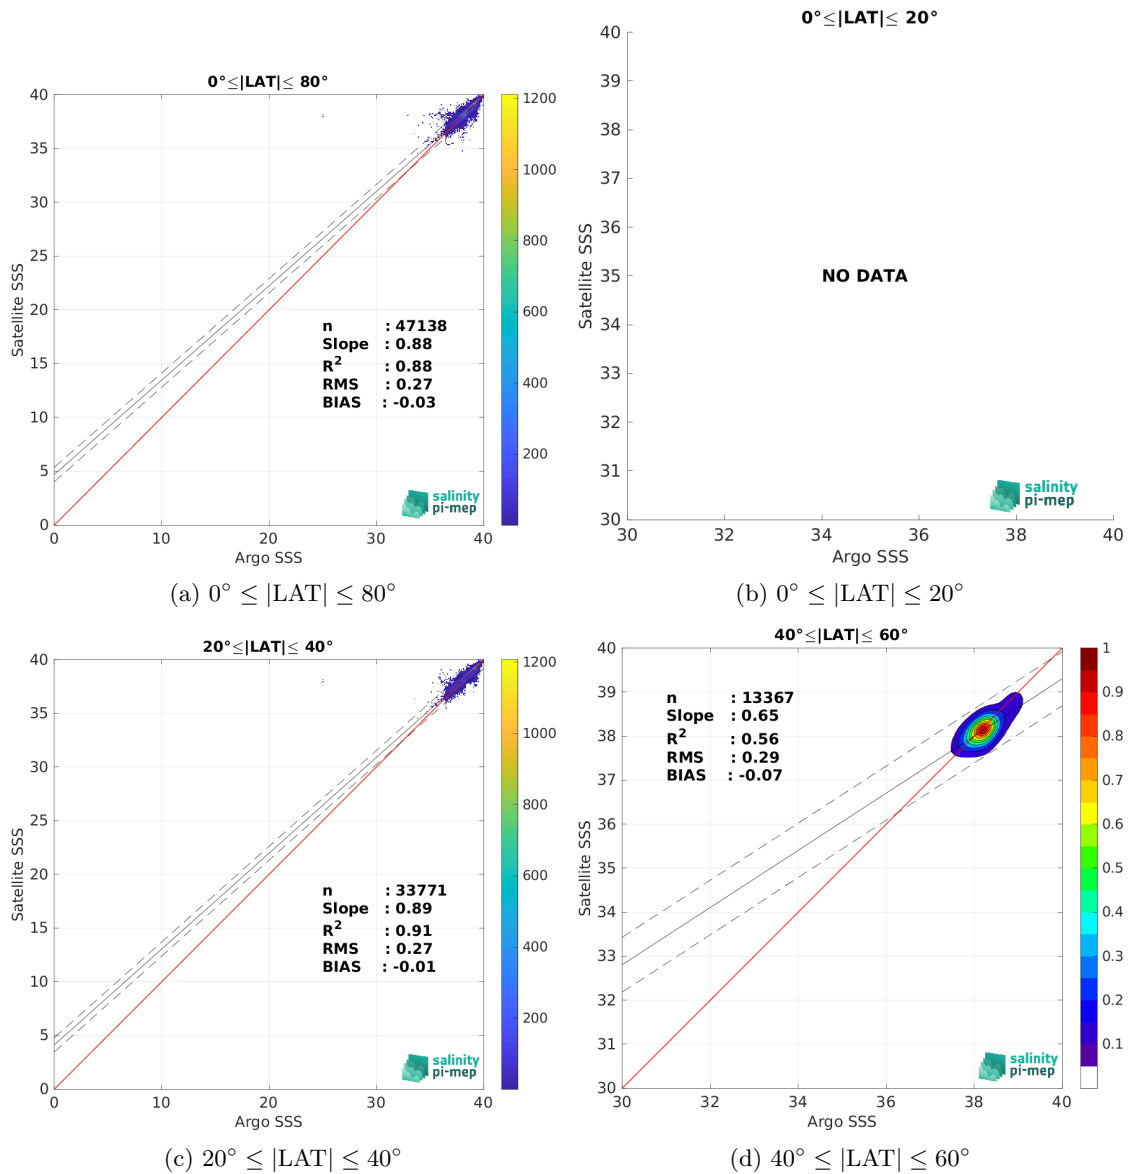 0°≤|LAT|≤ 80°
40
35
30
25
20
15
10
5
0
Satellite SSS
n : 47138
Slope : 0.88
R² : 0.88
RMS : 0.27
BIAS : -0.03
salinity
pi-mep
0 10 20 30 40
Argo SSS
1200
1000
800
600
400
200
(a) 0° ≤ |LAT| ≤ 80°
0°≤|LAT|≤ 20°
40
39
38
37
36
35
34
33
32
31
30
Satellite SSS
NO DATA
salinity
pi-mep
30 32 34 36 38 40
Argo SSS
(b) 0° ≤ |LAT| ≤ 20°
20°≤|LAT|≤ 40°
40
35
30
25
20
15
10
5
0
Satellite SSS
n : 33771
Slope : 0.89
R² : 0.91
RMS : 0.27
BIAS : -0.01
salinity
pi-mep
0 10 20 30 40
Argo SSS
1200
1000
800
600
400
200
(c) 20° ≤ |LAT| ≤ 40°
40°≤|LAT|≤ 60°
40
39
38
37
36
35
34
33
32
31
30
Satellite SSS
n : 13367
Slope : 0.65
R² : 0.56
RMS : 0.29
BIAS : -0.07
salinity
pi-mep
30 32 34 36 38 40
Argo SSS
1
0.9
0.8
0.7
0.6
0.5
0.4
0.3
0.2
0.1
(d) 40° ≤ |LAT| ≤ 60°